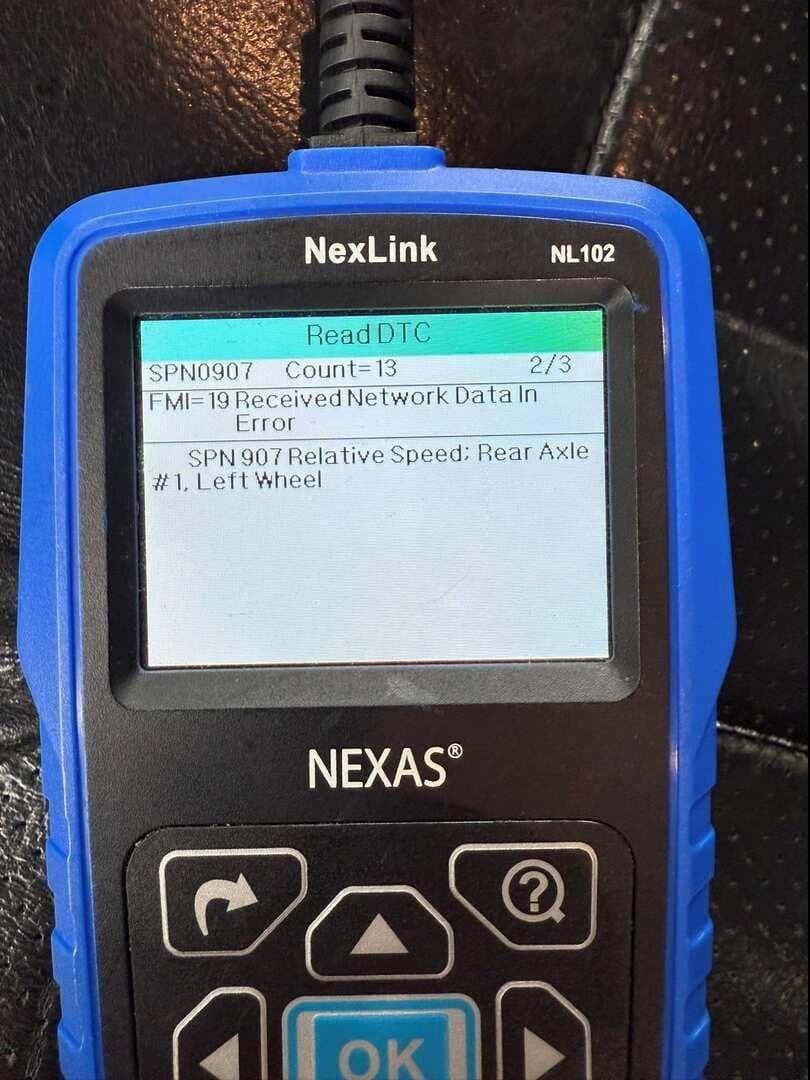 NexLink NL102
Read DTC
SPN0907 Count=13 2/3
FMI=19 Received Network Data In
Error
SPN 907 Relative Speed; Rear Axle
#1, Left Wheel
NEXAS®
?
OK